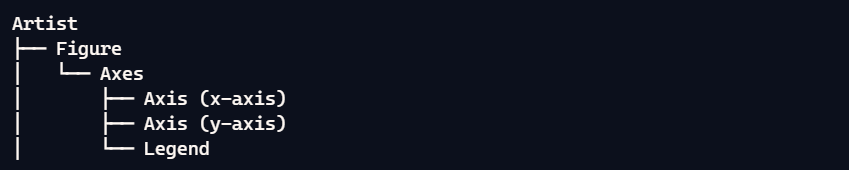 Artist
├── Figure
│   └── Axes
│       ├── Axis (x-axis)
│       ├── Axis (y-axis)
│       └── Legend